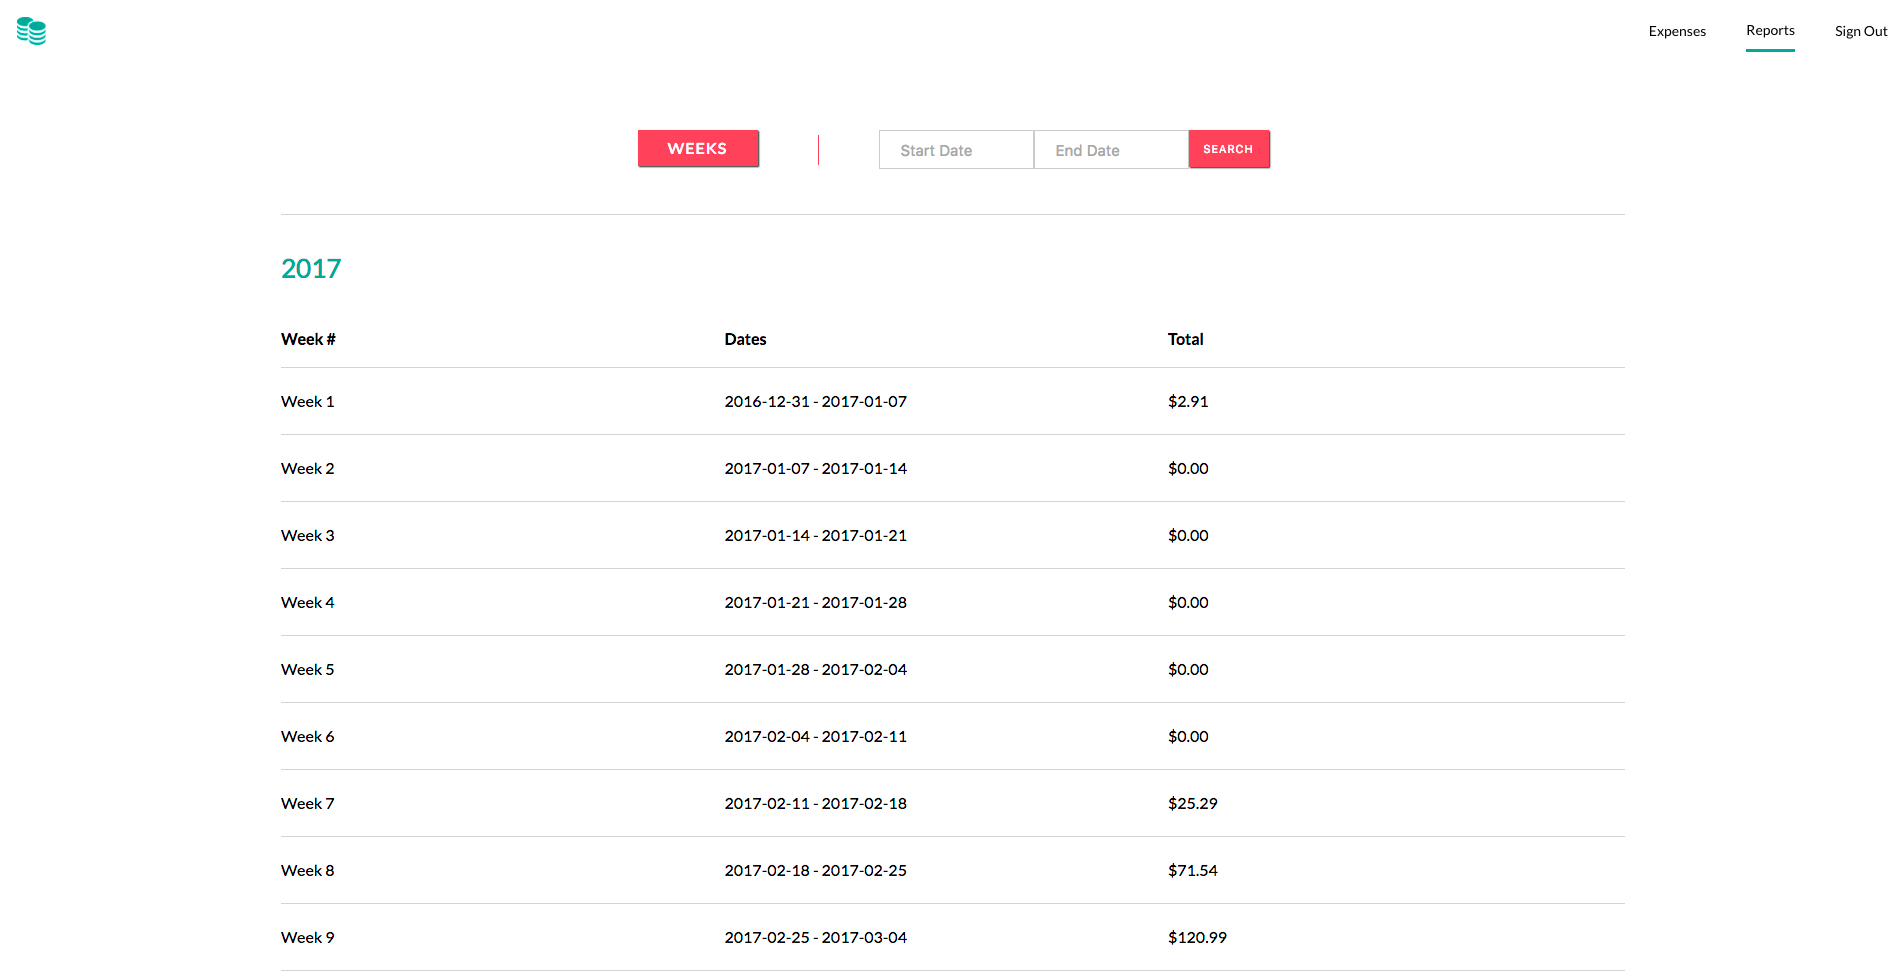 Expenses Reports Sign Out
WEEKS Start Date End Date SEARCH
2017
Week # Dates Total
Week 1 2016-12-31 - 2017-01-07 $2.91
Week 2 2017-01-07 - 2017-01-14 $0.00
Week 3 2017-01-14 - 2017-01-21 $0.00
Week 4 2017-01-21 - 2017-01-28 $0.00
Week 5 2017-01-28 - 2017-02-04 $0.00
Week 6 2017-02-04 - 2017-02-11 $0.00
Week 7 2017-02-11 - 2017-02-18 $25.29
Week 8 2017-02-18 - 2017-02-25 $71.54
Week 9 2017-02-25 - 2017-03-04 $120.99